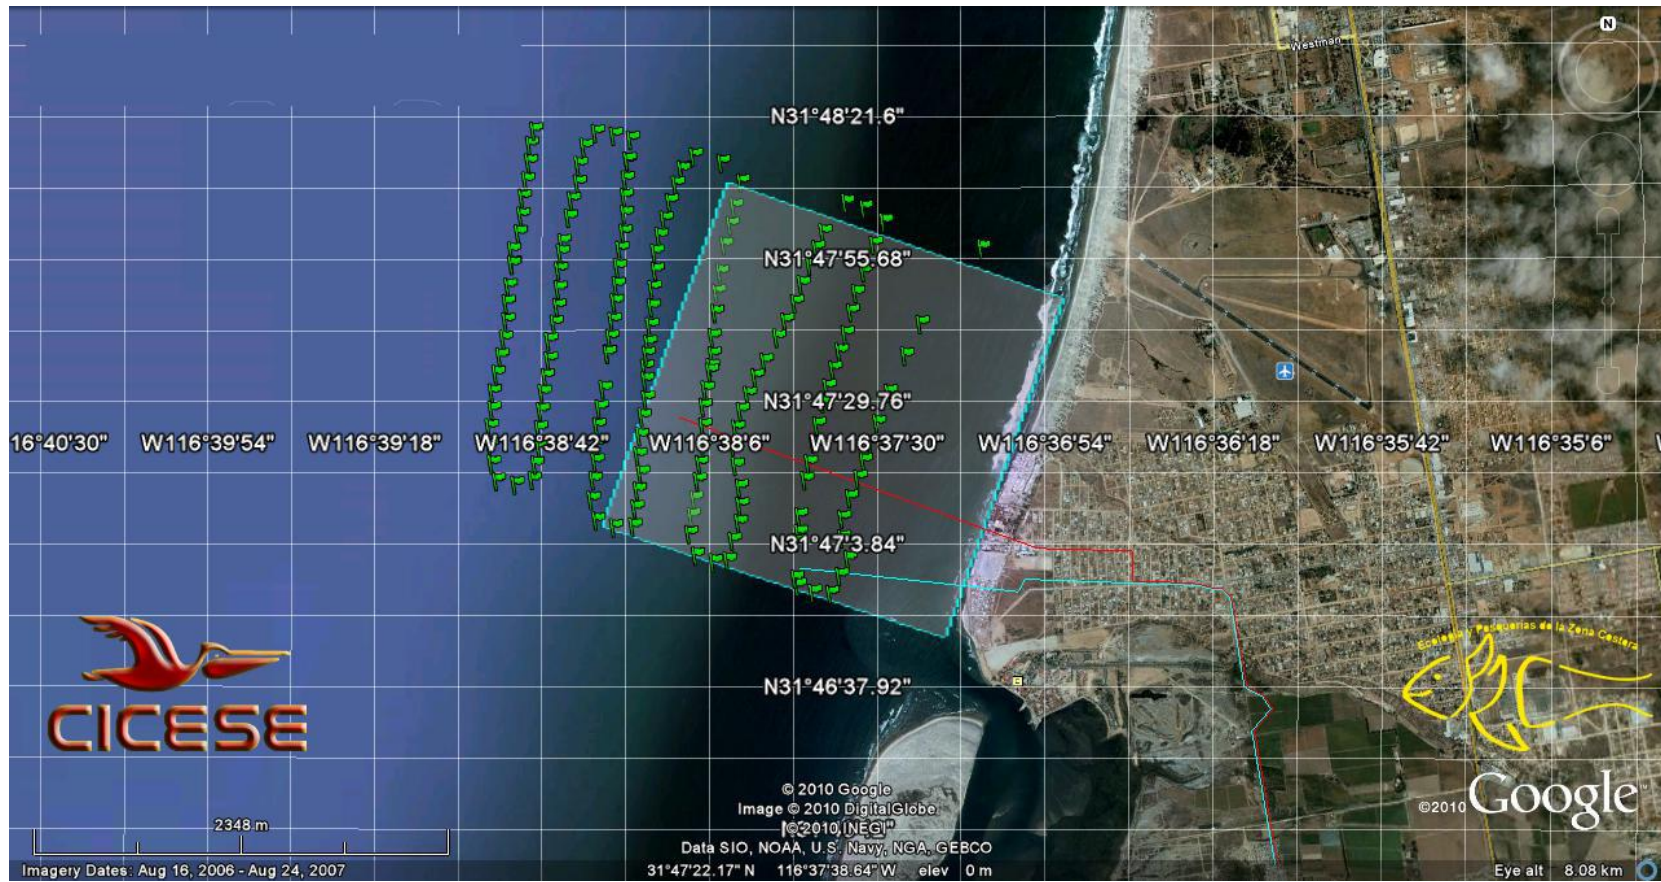 N
Westman
N31°48'21.6"
N31°47'55.68"
N31°47'29.76"
16°40'30" W116°39'54" W116°39'18" W116°38'42" W116°38'6" W116°37'30" W116°36'54" W116°36'18" W116°35'42" W116°35'6"
N31°47'3.84"
Ecología y Pesquerías de la Zona Costera
N31°46'37.92"
CICESE
© 2010 Google
Image © 2010 DigitalGlobe
© 2010 INEGI
Data SIO, NOAA, U.S. Navy, NGA, GEBCO
©2010 Google
2348 m
Imagery Dates: Aug 16, 2006 - Aug 24, 2007
31°47'22.17" N 116°37'38.64" W elev 0 m
Eye alt 8.08 km